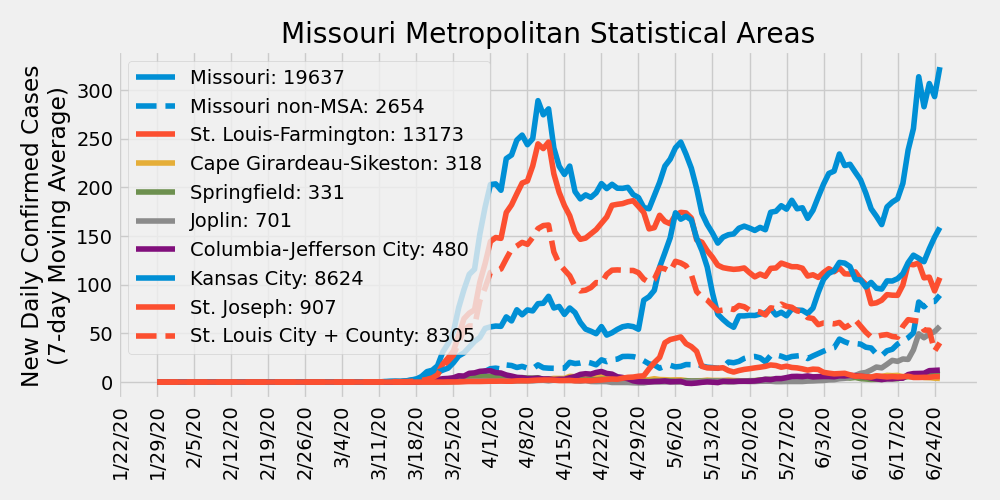 Missouri Metropolitan Statistical Areas
New Daily Confirmed Cases
(7-day Moving Average)
300
250
200
150
100
50
0
Missouri: 19637
Missouri non-MSA: 2654
St. Louis-Farmington: 13173
Cape Girardeau-Sikeston: 318
Springfield: 331
Joplin: 701
Columbia-Jefferson City: 480
Kansas City: 8624
St. Joseph: 907
St. Louis City + County: 8305
1/22/20
1/29/20
2/5/20
2/12/20
2/19/20
2/26/20
3/4/20
3/11/20
3/18/20
3/25/20
4/1/20
4/8/20
4/15/20
4/22/20
4/29/20
5/6/20
5/13/20
5/20/20
5/27/20
6/3/20
6/10/20
6/17/20
6/24/20